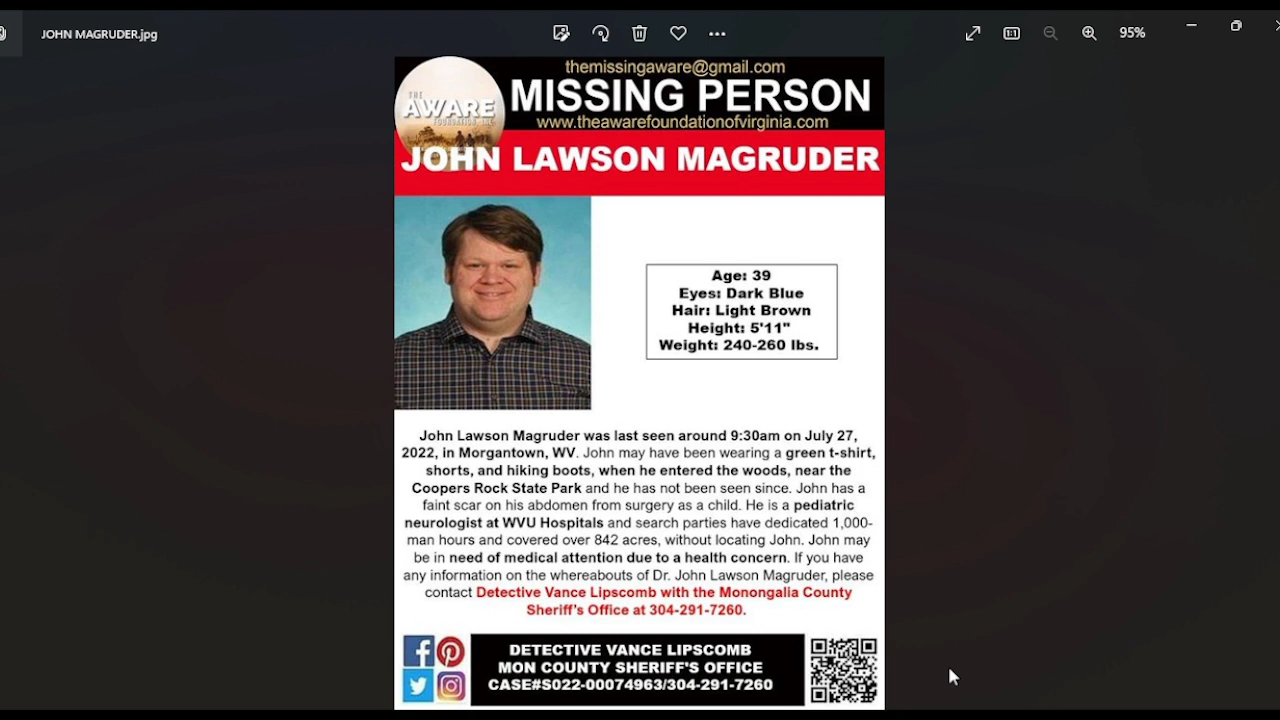 JOHN MAGRUDER.jpg
95%
themissingaware@gmail.com
THE
AWARE
FOUNDATION, INC.
MISSING PERSON
www.theawarefoundationofvirginia.com
JOHN LAWSON MAGRUDER
Age: 39
Eyes: Dark Blue
Hair: Light Brown
Height: 5'11"
Weight: 240-260 lbs.
John Lawson Magruder was last seen around 9:30am on July 27,
2022, in Morgantown, WV. John may have been wearing a green t-shirt,
shorts, and hiking boots, when he entered the woods, near the
Coopers Rock State Park and he has not been seen since. John has a
faint scar on his abdomen from surgery as a child. He is a pediatric
neurologist at WVU Hospitals and search parties have dedicated 1,000-
man hours and covered over 842 acres, without locating John. John may
be in need of medical attention due to a health concern. If you have
any information on the whereabouts of Dr. John Lawson Magruder, please
contact Detective Vance Lipscomb with the Monongalia County
Sheriff's Office at 304-291-7260.
DETECTIVE VANCE LIPSCOMB
MON COUNTY SHERIFF'S OFFICE
CASE#S022-00074963/304-291-7260